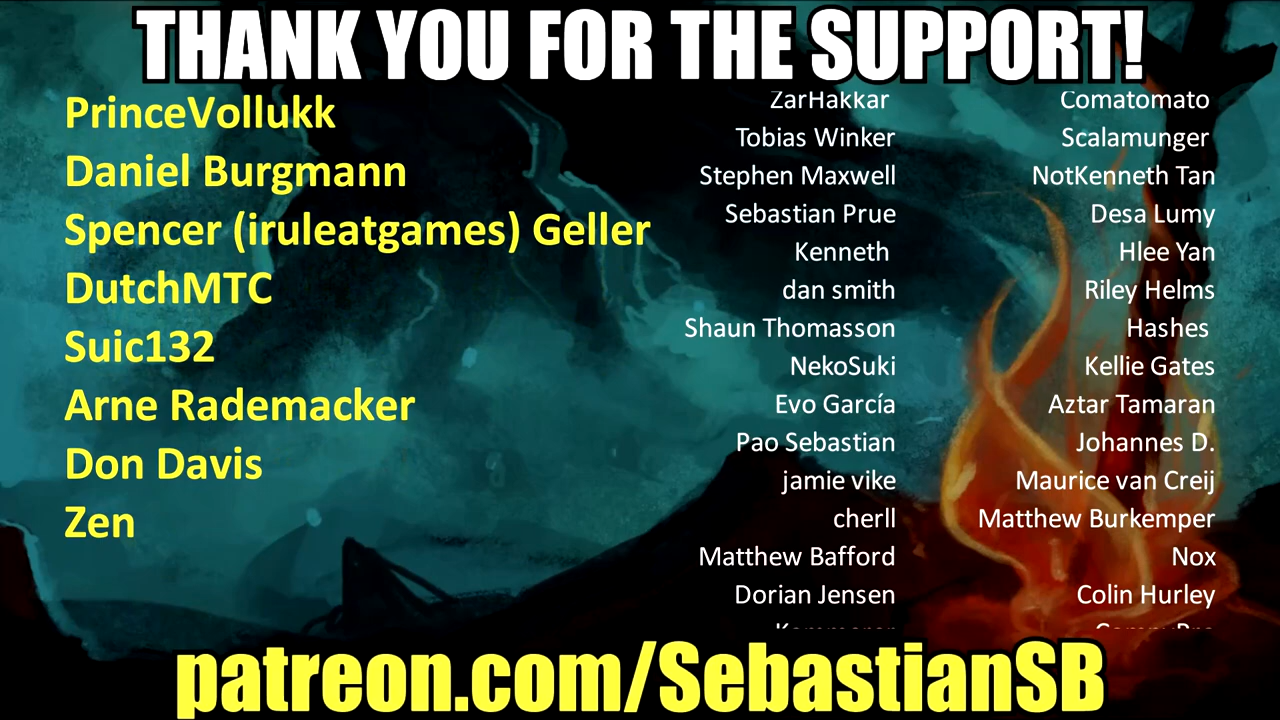 THANK YOU FOR THE SUPPORT!
PrinceVollukk
Daniel Burgmann
Spencer (iruleatgames) Geller
DutchMTC
Suic132
Arne Rademacker
Don Davis
Zen
ZarHakkar
Tobias Winker
Stephen Maxwell
Sebastian Prue
Kenneth
dan smith
Shaun Thomasson
NekoSuki
Evo García
Pao Sebastian
jamie vike
cherll
Matthew Bafford
Dorian Jensen
Comatomato
Scalamunger
NotKenneth Tan
Desa Lumy
Hlee Yan
Riley Helms
Hashes
Kellie Gates
Aztar Tamaran
Johannes D.
Maurice van Creij
Matthew Burkemper
Nox
Colin Hurley
patreon.com/SebastianSB